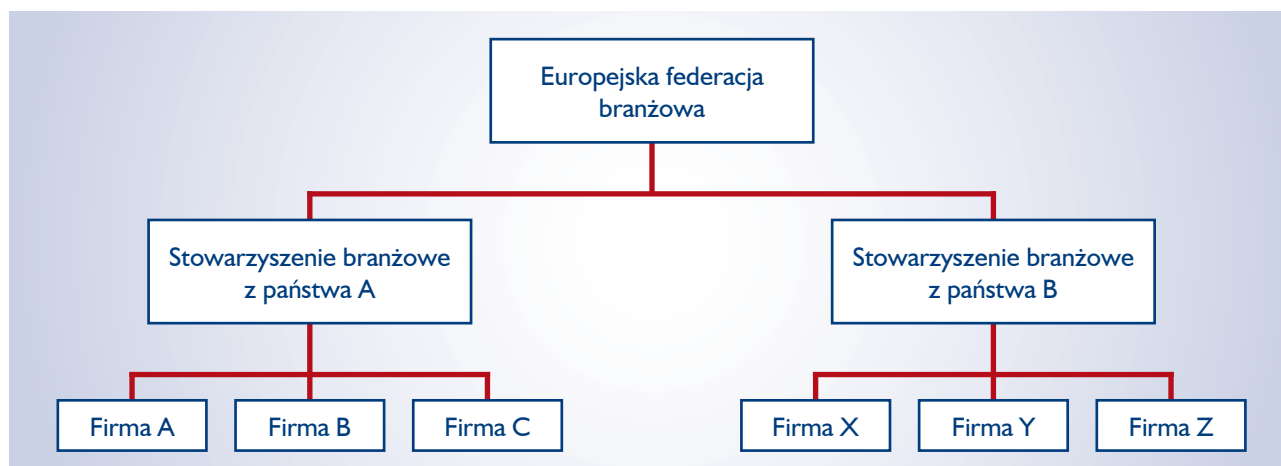 Europejska federacja
branżowa
Stowarzyszenie branżowe
z państwa A
Stowarzyszenie branżowe
z państwa B
Firma A
Firma B
Firma C
Firma X
Firma Y
Firma Z